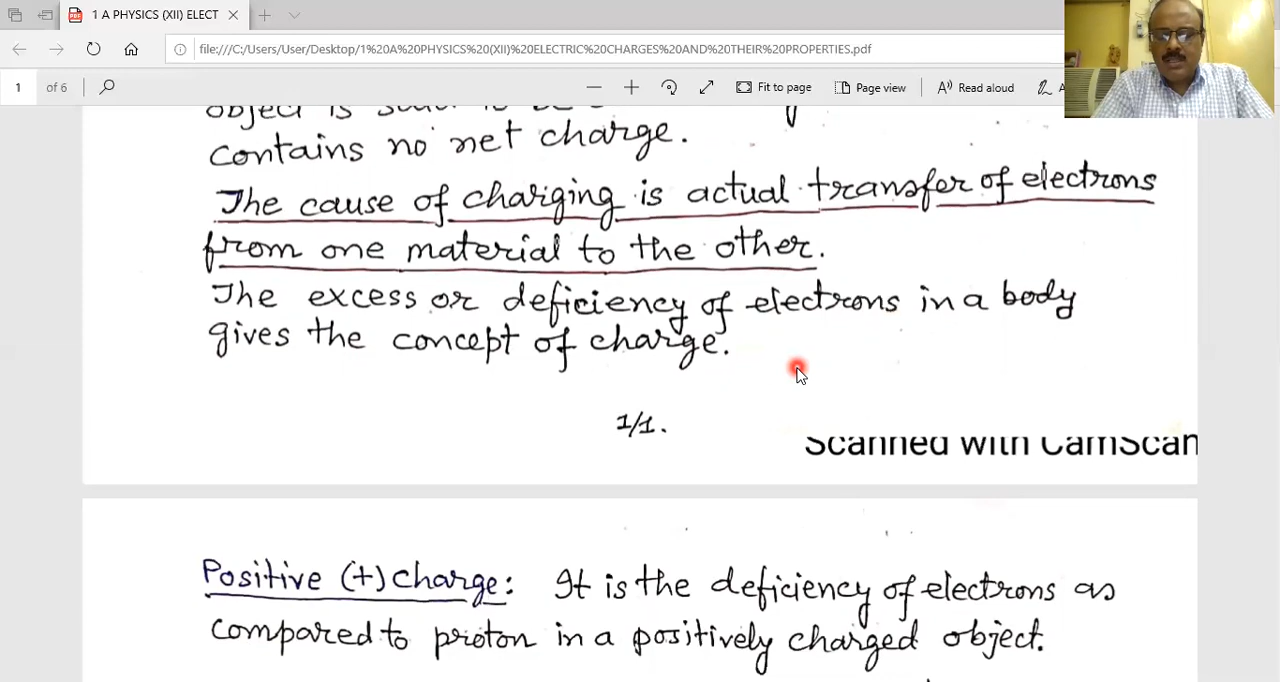 1 A PHYSICS (XII) ELECT
file:///C:/Users/User/Desktop/1%20A%20PHYSICS%20(XII)%20ELECTRIC%20CHARGES%20AND%20THEIR%20PROPERTIES.pdf
1 of 6 Fit to page Page view Read aloud
object is
contains no net charge.
The cause of charging is actual transfer of electrons
from one material to the other.
The excess or deficiency of electrons in a body
gives the concept of charge.
1/1.
Scanned with CamScan
Positive (+) charge: It is the deficiency of electrons as
compared to proton in a positively charged object.